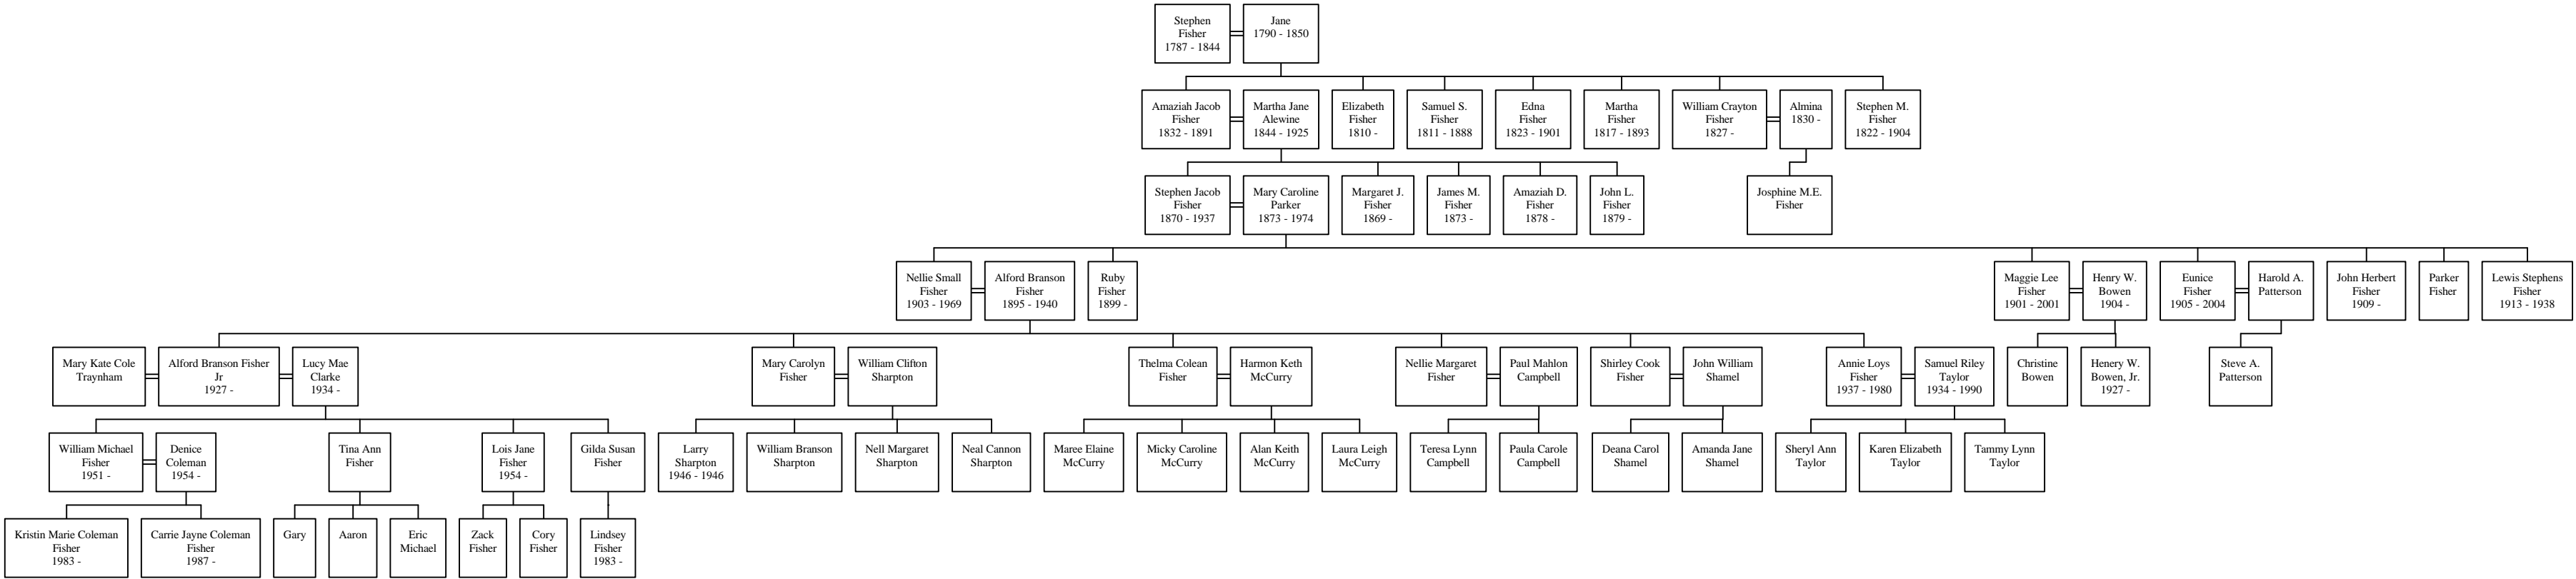 Stephen
Fisher
1787 - 1844
Jane
1790 - 1850
Amaziah Jacob
Fisher
1832 - 1891
Martha Jane
Alewine
1844 - 1925
Elizabeth
Fisher
1810 -
Samuel S.
Fisher
1811 - 1888
Edna
Fisher
1823 - 1901
Martha
Fisher
1817 - 1893
William Crayton
Fisher
1827 -
Almina
1830 -
Stephen M.
Fisher
1822 - 1904
Stephen Jacob
Fisher
1870 - 1937
Mary Caroline
Parker
1873 - 1974
Margaret J.
Fisher
1869 -
James M.
Fisher
1873 -
Amaziah D.
Fisher
1878 -
John L.
Fisher
1879 -
Josphine M.E.
Fisher
Nellie Small
Fisher
1903 - 1969
Alford Branson
Fisher
1895 - 1940
Ruby
Fisher
1899 -
Maggie Lee
Fisher
1901 - 2001
Henry W.
Bowen
1904 -
Eunice
Fisher
1905 - 2004
Harold A.
Patterson
John Herbert
Fisher
1909 -
Parker
Fisher
Lewis Stephens
Fisher
1913 - 1938
Mary Kate Cole
Traynham
Alford Branson Fisher
Jr
1927 -
Lucy Mae
Clarke
1934 -
Mary Carolyn
Fisher
William Clifton
Sharpton
Thelma Colean
Fisher
Harmon Keth
McCurry
Nellie Margaret
Fisher
Paul Mahlon
Campbell
Shirley Cook
Fisher
John William
Shamel
Annie Loys
Fisher
1937 - 1980
Samuel Riley
Taylor
1934 - 1990
Christine
Bowen
Henery W.
Bowen, Jr.
1927 -
Steve A.
Patterson
William Michael
Fisher
1951 -
Denice
Coleman
1954 -
Tina Ann
Fisher
Lois Jane
Fisher
1954 -
Gilda Susan
Fisher
Larry
Sharpton
1946 - 1946
William Branson
Sharpton
Nell Margaret
Sharpton
Neal Cannon
Sharpton
Maree Elaine
McCurry
Micky Caroline
McCurry
Alan Keith
McCurry
Laura Leigh
McCurry
Teresa Lynn
Campbell
Paula Carole
Campbell
Deana Carol
Shamel
Amanda Jane
Shamel
Sheryl Ann
Taylor
Karen Elizabeth
Taylor
Tammy Lynn
Taylor
Kristin Marie Coleman
Fisher
1983 -
Carrie Jayne Coleman
Fisher
1987 -
Gary
Aaron
Eric
Michael
Zack
Fisher
Cory
Fisher
Lindsey
Fisher
1983 -